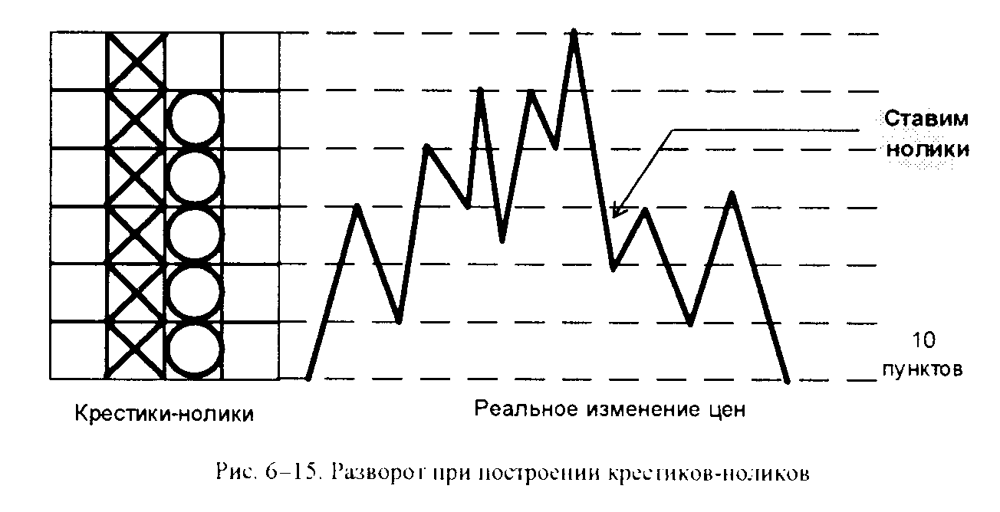 Ставим
нолики
10
пунктов
Крестики-нолики
Реальное изменение цен
Рис. 6–15. Разворот при построении крестиков-ноликов